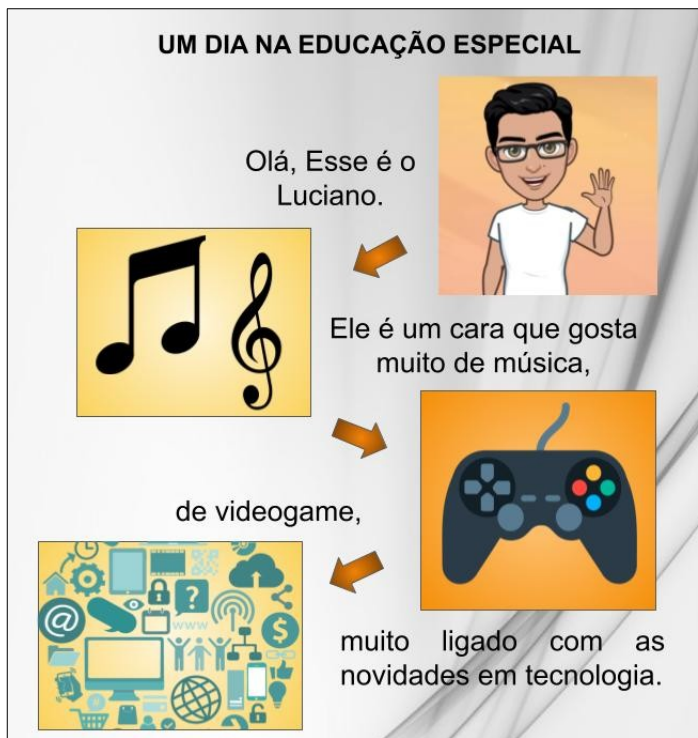 UM DIA NA EDUCAÇÃO ESPECIAL
Olá, Esse é o
Luciano.
Ele é um cara que gosta
muito de música,
de videogame,
@
?
www
$
muito ligado com as
novidades em tecnologia.